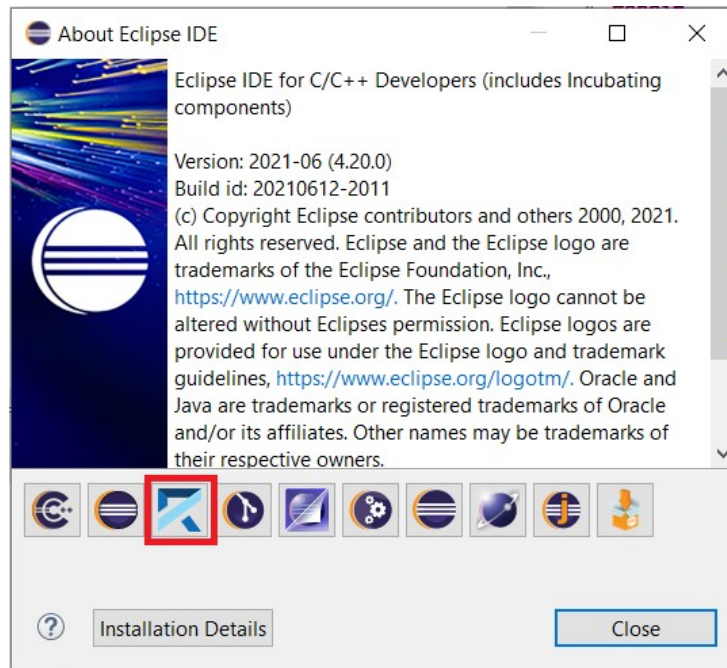 About Eclipse IDE
Eclipse IDE for C/C++ Developers (includes Incubating
components)
Version: 2021-06 (4.20.0)
Build id: 20210612-2011
(c) Copyright Eclipse contributors and others 2000, 2021.
All rights reserved. Eclipse and the Eclipse logo are
trademarks of the Eclipse Foundation, Inc.,
https://www.eclipse.org/. The Eclipse logo cannot be
altered without Eclipses permission. Eclipse logos are
provided for use under the Eclipse logo and trademark
guidelines, https://www.eclipse.org/logotm/. Oracle and
Java are trademarks or registered trademarks of Oracle
and/or its affiliates. Other names may be trademarks of
their respective owners.
Installation Details
Close